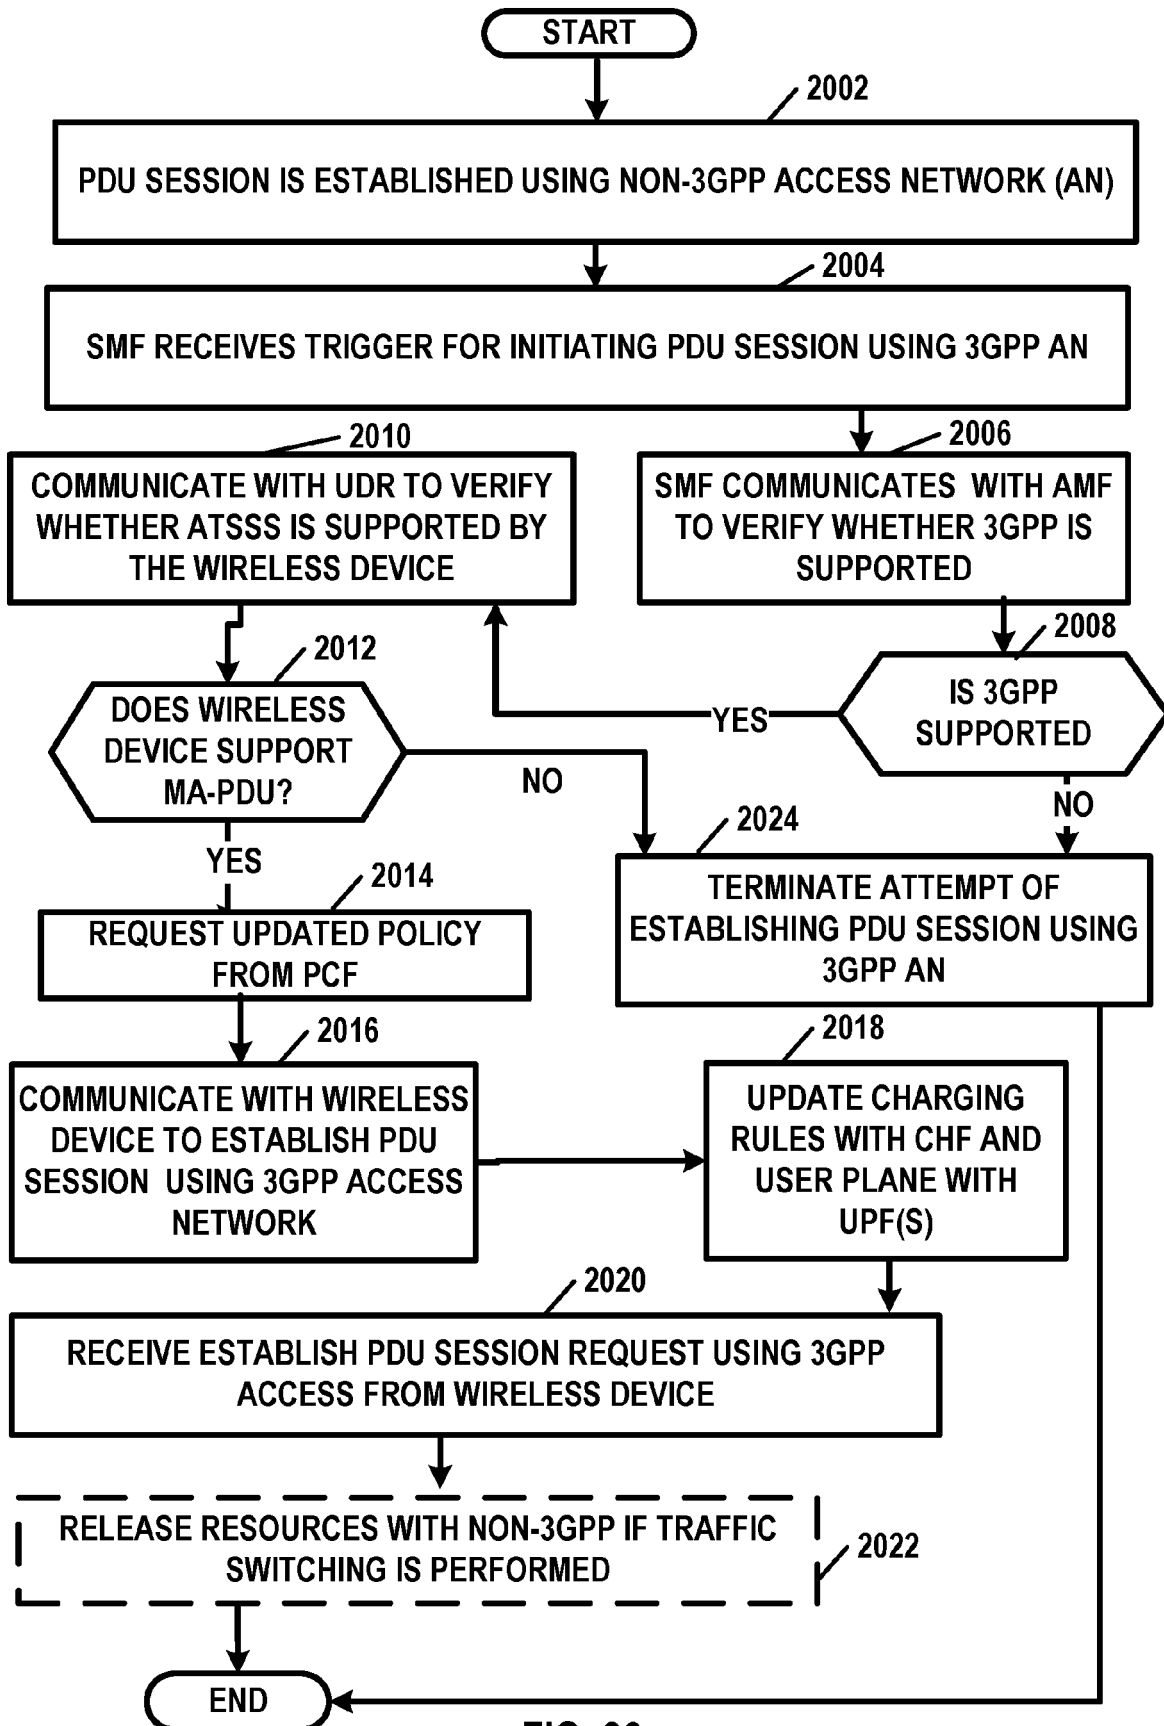 START
2002
PDU SESSION IS ESTABLISHED USING NON-3GPP ACCESS NETWORK (AN)
2004
SMF RECEIVES TRIGGER FOR INITIATING PDU SESSION USING 3GPP AN
2010
COMMUNICATE WITH UDR TO VERIFY
WHETHER ATSSS IS SUPPORTED BY
THE WIRELESS DEVICE
2006
SMF COMMUNICATES WITH AMF
TO VERIFY WHETHER 3GPP IS
SUPPORTED
2008
IS 3GPP
SUPPORTED
YES
NO
2012
DOES WIRELESS
DEVICE SUPPORT
MA-PDU?
NO
YES
2024
TERMINATE ATTEMPT OF
ESTABLISHING PDU SESSION USING
3GPP AN
2014
REQUEST UPDATED POLICY
FROM PCF
2016
COMMUNICATE WITH WIRELESS
DEVICE TO ESTABLISH PDU
SESSION USING 3GPP ACCESS
NETWORK
2018
UPDATE CHARGING
RULES WITH CHF AND
USER PLANE WITH
UPF(S)
2020
RECEIVE ESTABLISH PDU SESSION REQUEST USING 3GPP
ACCESS FROM WIRELESS DEVICE
RELEASE RESOURCES WITH NON-3GPP IF TRAFFIC
SWITCHING IS PERFORMED
2022
END